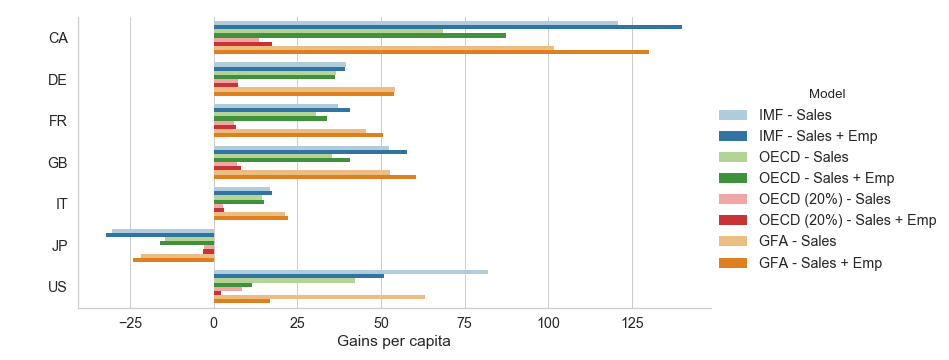 CA
DE
FR
GB
IT
JP
US
−25 0 25 50 75 100 125
Gains per capita
Model
IMF - Sales
IMF - Sales + Emp
OECD - Sales
OECD - Sales + Emp
OECD (20%) - Sales
OECD (20%) - Sales + Emp
GFA - Sales
GFA - Sales + Emp